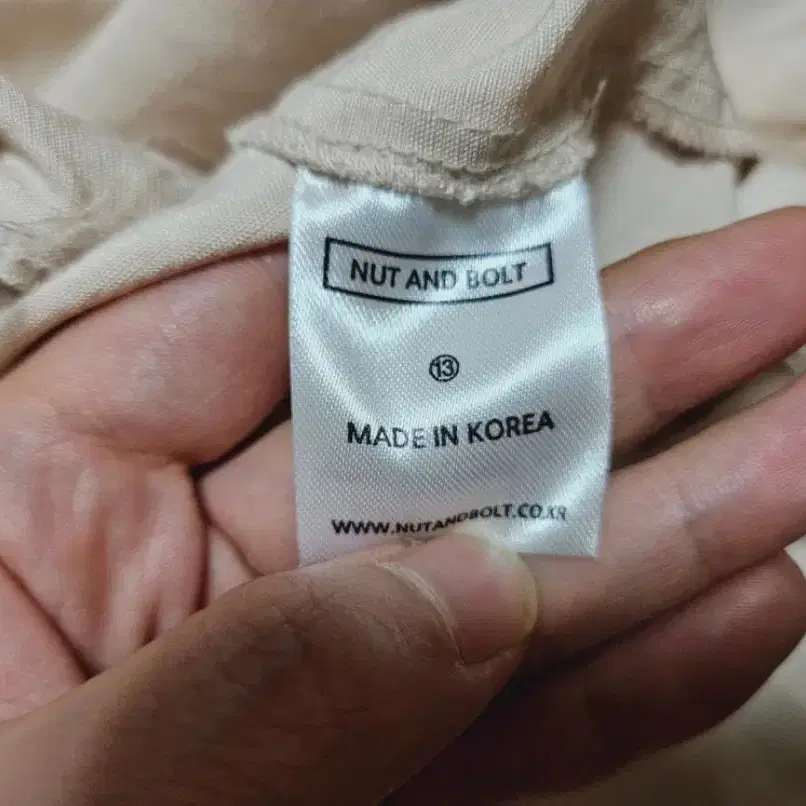 NUT AND BOLT
⑬
MADE IN KOREA
WWW.NUTANDBOLT.CO.KR